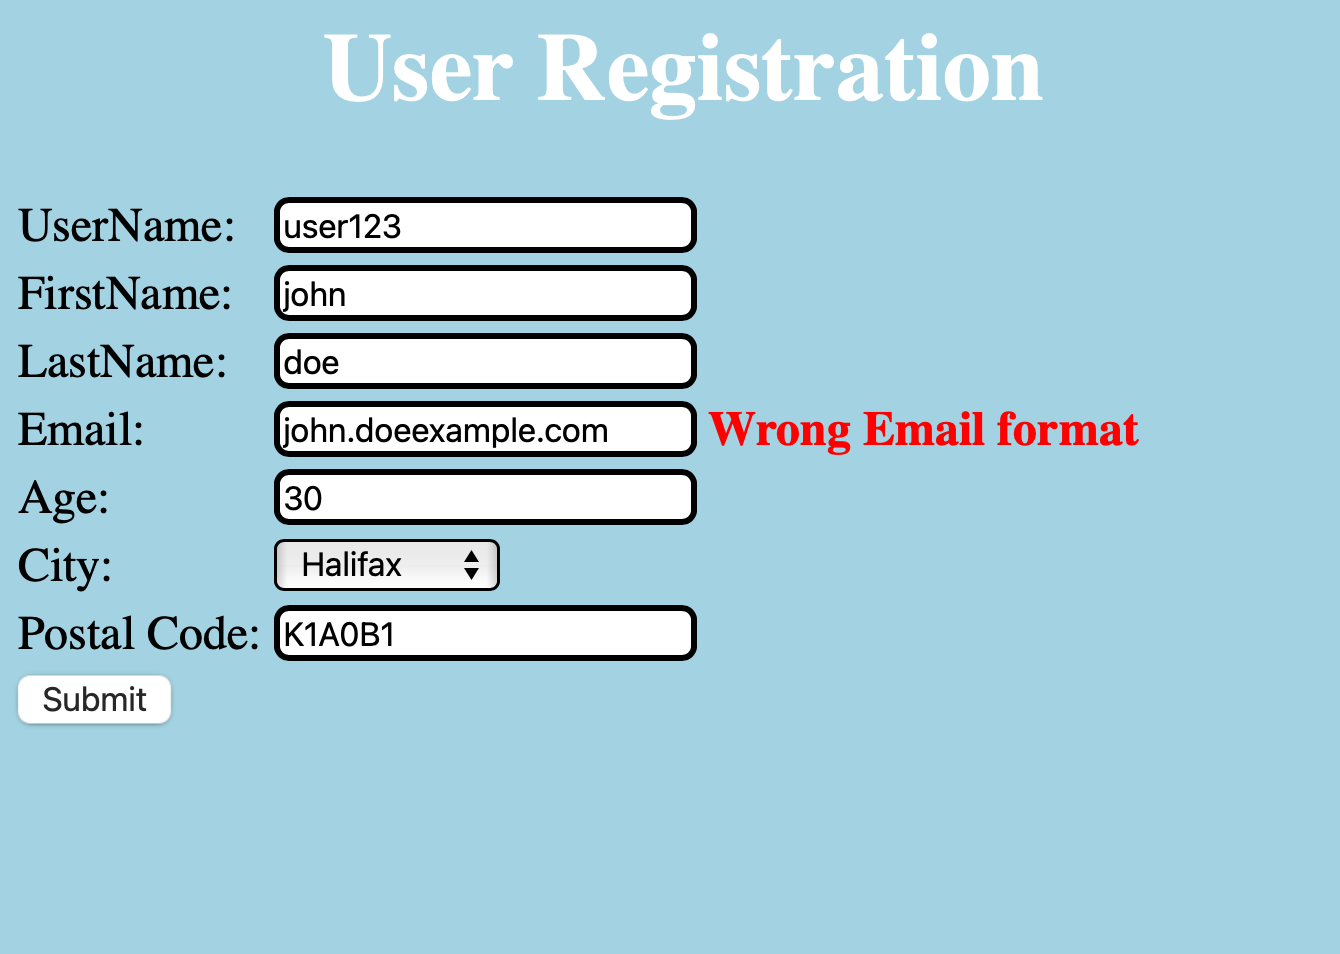 User Registration
UserName: user123
FirstName: john
LastName: doe
Email: john.doeexample.com Wrong Email format
Age: 30
City: Halifax
Postal Code: K1A0B1
Submit